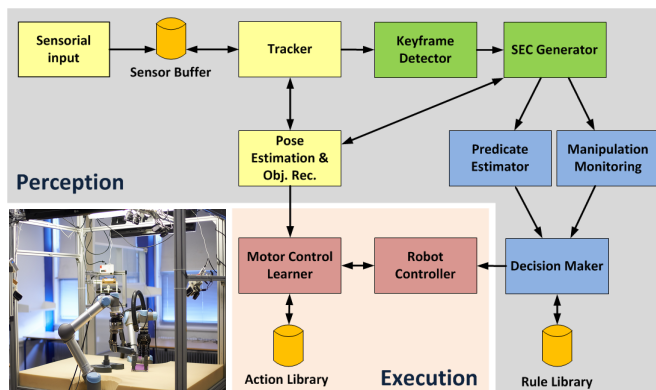 Sensorial
input
Sensor Buffer
Tracker
Keyframe
Detector
SEC Generator
Pose
Estimation &
Obj. Rec.
Predicate
Estimator
Manipulation
Monitoring
Perception
Motor Control
Learner
Robot
Controller
Decision Maker
Action Library
Execution
Rule Library